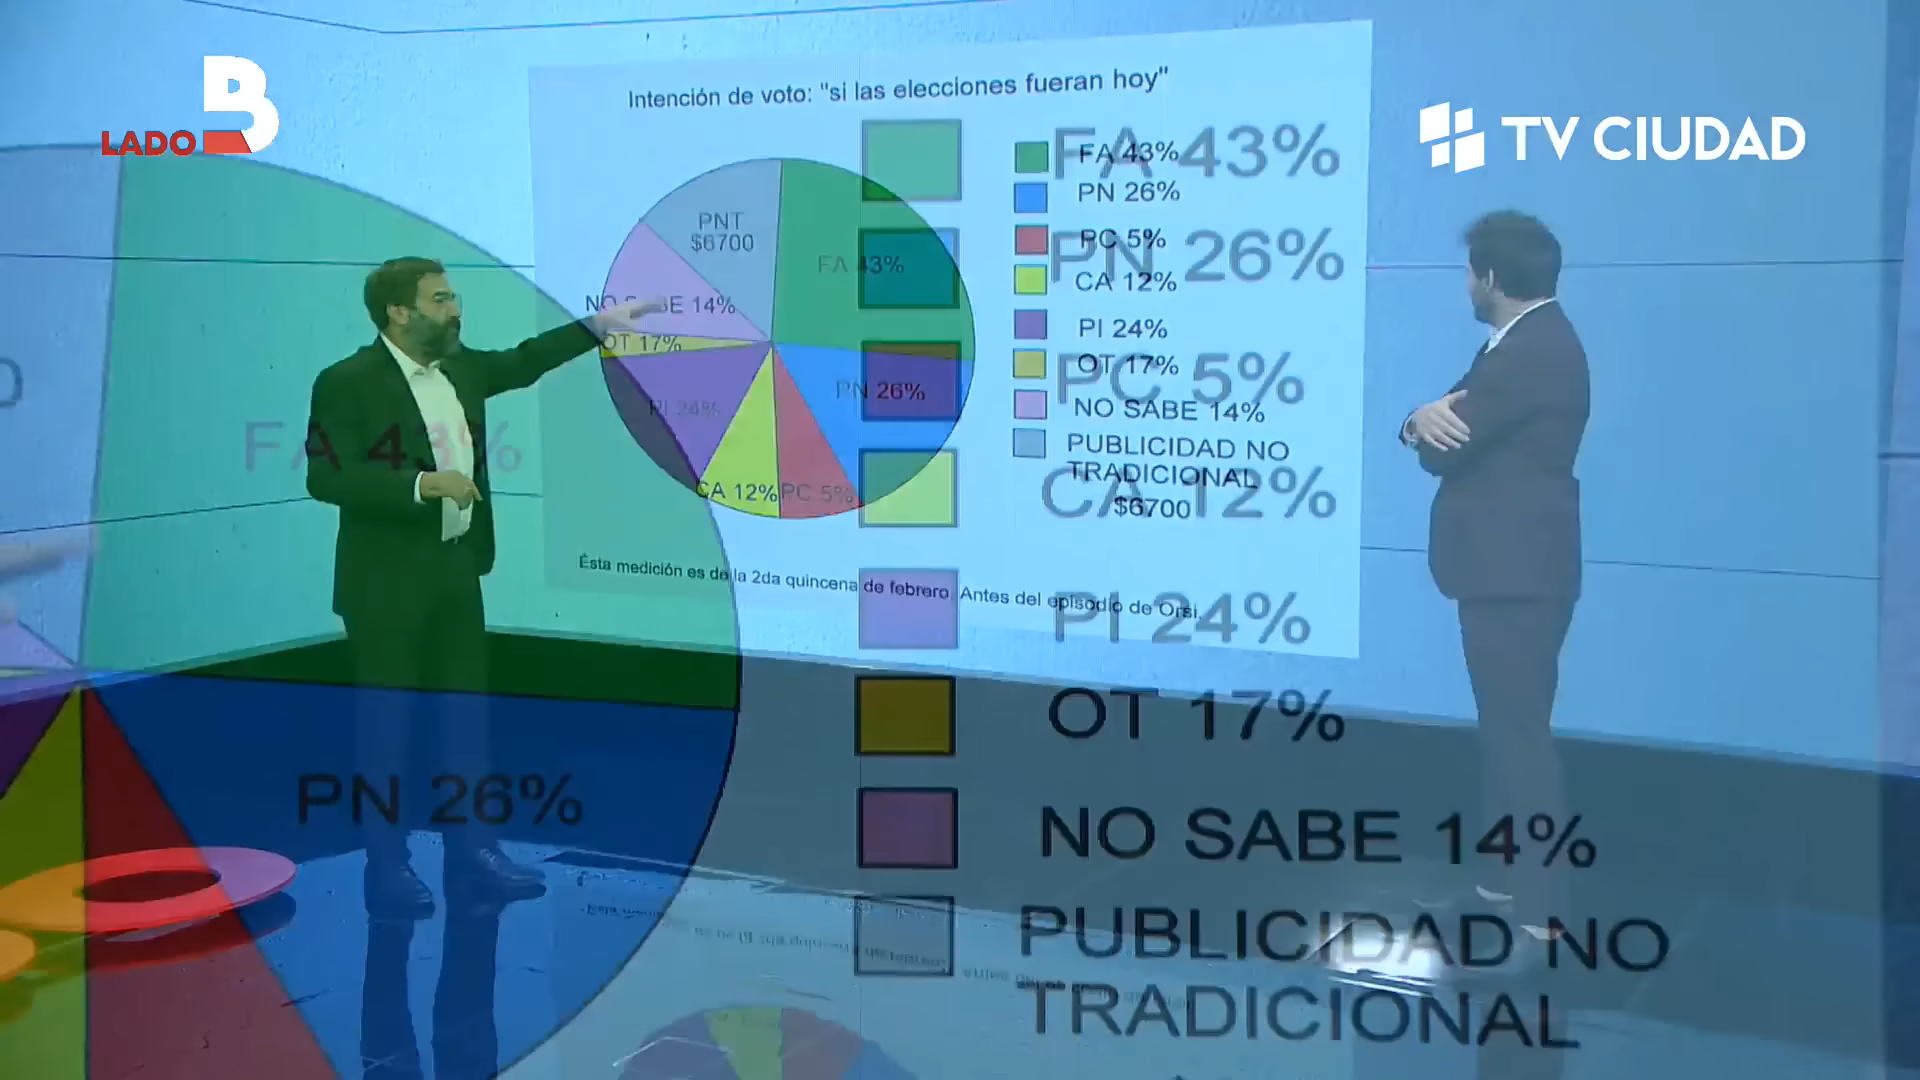 LADO B
TV CIUDAD
Intención de voto: "si las elecciones fueran hoy"
PNT
$6700
FA 43%
NO SABE 14%
OT 17%
PN 26%
PI 24%
CA 12%
PC 5%
FA 43%
PN 26%
PC 5%
CA 12%
PI 24%
OT 17%
NO SABE 14%
PUBLICIDAD NO
TRADICIONAL
$6700
Ésta medición es de la 2da quincena de febrero. Antes del episodio de Orsi.
FA 43%
PN 26%
FA 43%
PN 26%
PC 5%
CA 12%
PI 24%
OT 17%
NO SABE 14%
PUBLICIDAD NO
TRADICIONAL